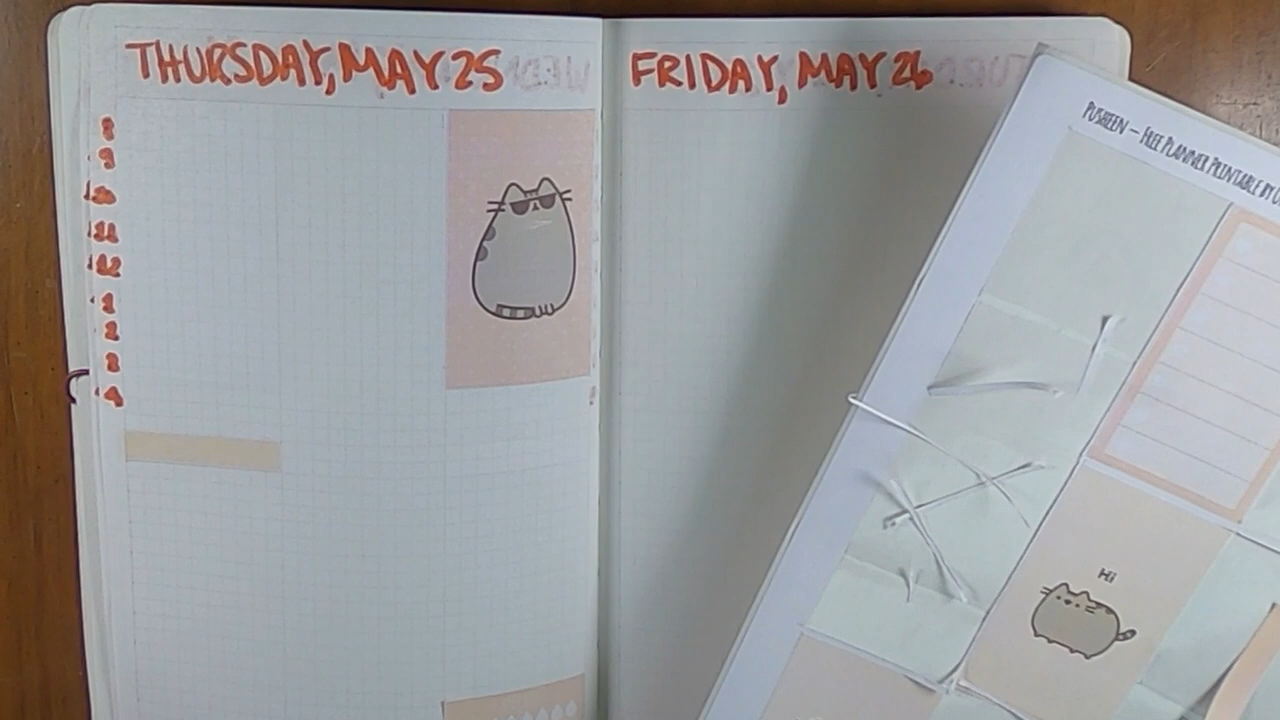 THURSDAY, MAY 25
8
9
10
11
12
1
2
3
4
FRIDAY, MAY 26
PUSHEEN – FREE PLANNER PRINTABLE BY
Hi